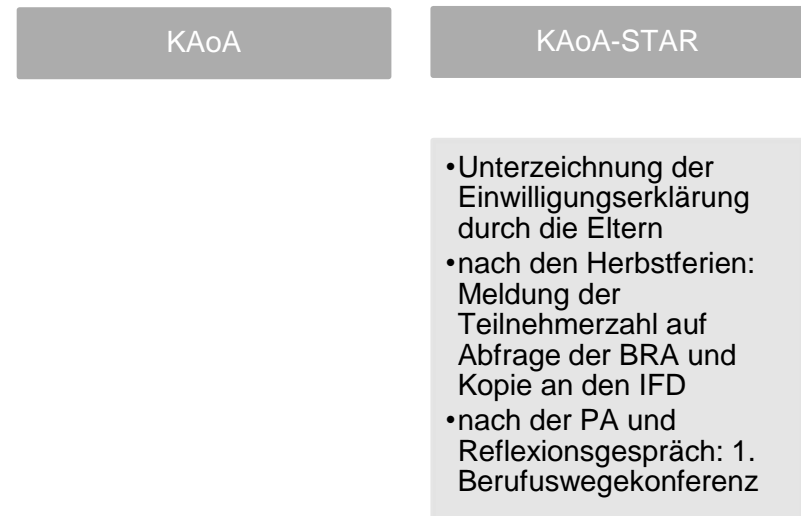 KAoA
KAoA-STAR
•Unterzeichnung der
Einwilligungserklärung
durch die Eltern
•nach den Herbstferien:
Meldung der
Teilnehmerzahl auf
Abfrage der BRA und
Kopie an den IFD
•nach der PA und
Reflexionsgespräch: 1.
Berufuswegekonferenz